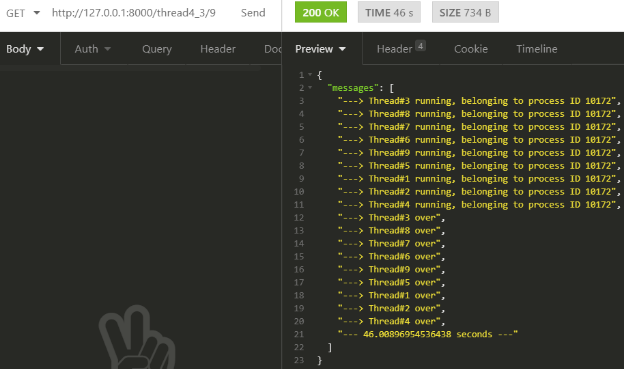 GET http://127.0.0.1:8000/thread4_3/9 Send 200 OK TIME 46 s SIZE 734 B
Body Auth Query Header Doc Preview Header 4 Cookie Timeline
1 {
2 "messages": [
3 "---> Thread#3 running, belonging to process ID 10172",
4 "---> Thread#8 running, belonging to process ID 10172",
5 "---> Thread#7 running, belonging to process ID 10172",
6 "---> Thread#6 running, belonging to process ID 10172",
7 "---> Thread#9 running, belonging to process ID 10172",
8 "---> Thread#5 running, belonging to process ID 10172",
9 "---> Thread#1 running, belonging to process ID 10172",
10 "---> Thread#2 running, belonging to process ID 10172",
11 "---> Thread#4 running, belonging to process ID 10172",
12 "---> Thread#3 over",
13 "---> Thread#8 over",
14 "---> Thread#7 over",
15 "---> Thread#6 over",
16 "---> Thread#9 over",
17 "---> Thread#5 over",
18 "---> Thread#1 over",
19 "---> Thread#2 over",
20 "---> Thread#4 over",
21 "--- 46.00896954536438 seconds ---"
22 ]
23 }